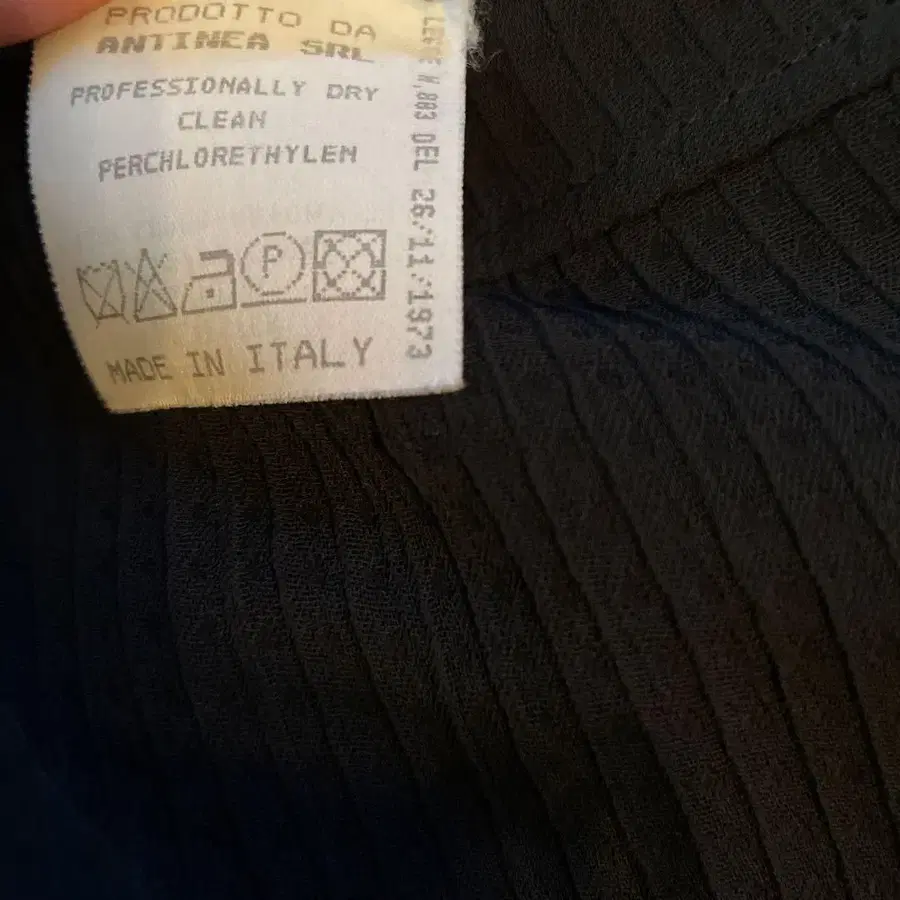 PRODOTTO DA
ANTINEA SRL
PROFESSIONALLY DRY
CLEAN
PERCHLORETHYLEN
P
MADE IN ITALY
N.883 DEL 26/11/1973